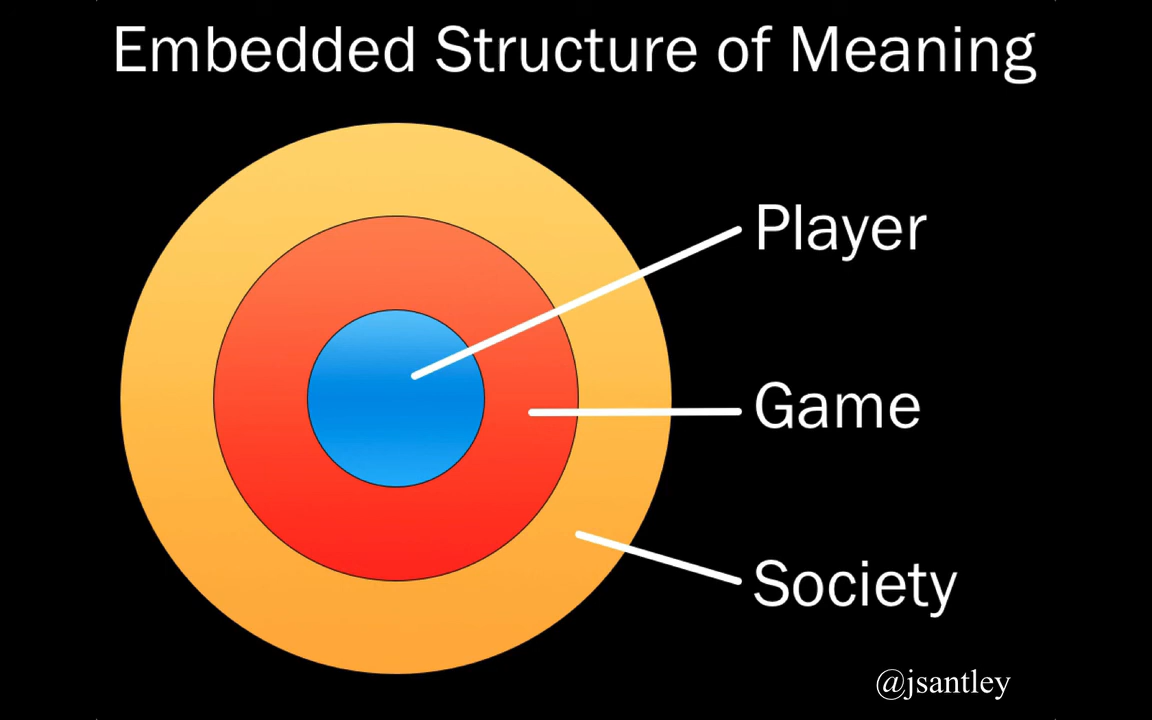 Embedded Structure of Meaning
Player
Game
Society
@jsantley